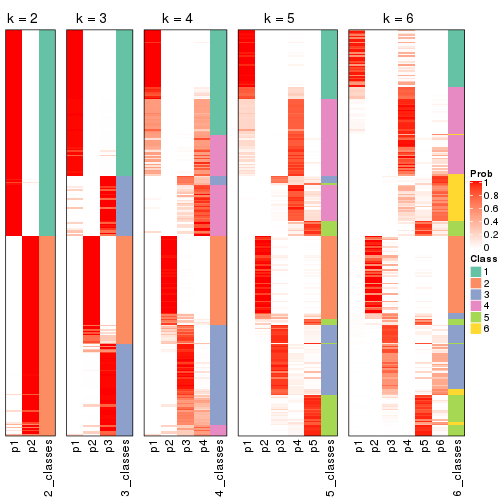 k = 2
k = 3
k = 4
k = 5
k = 6
p1
p2
2_classes
p1
p2
p3
3_classes
p1
p2
p3
p4
4_classes
p1
p2
p3
p4
p5
5_classes
p1
p2
p3
p4
p5
p6
6_classes
Prob
1
0.8
0.6
0.4
0.2
0
Class
1
2
3
4
5
6